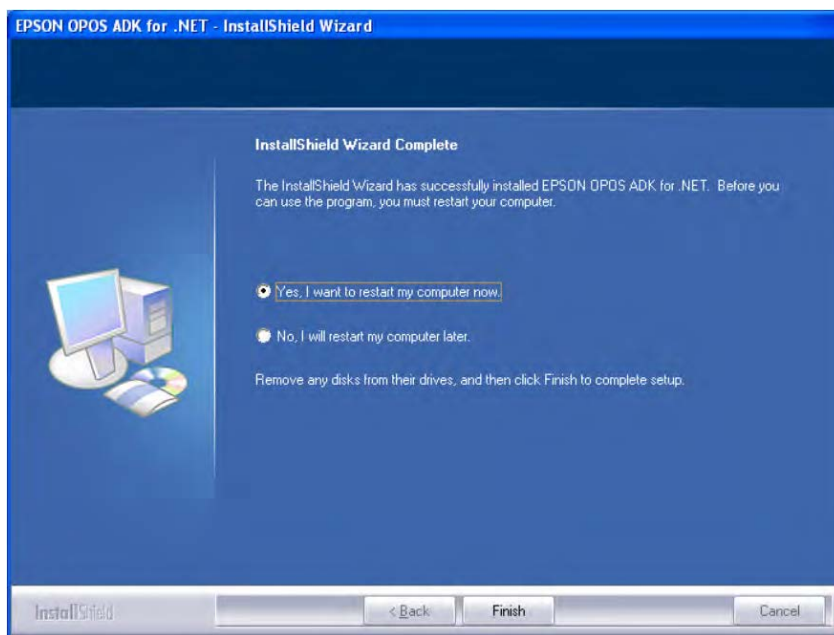 EPSON OPOS ADK for .NET - InstallShield Wizard
InstallShield Wizard Complete
The InstallShield Wizard has successfully installed EPSON OPOS ADK for .NET. Before you
can use the program, you must restart your computer.
Yes, I want to restart my computer now.
No, I will restart my computer later.
Remove any disks from their drives, and then click Finish to complete setup.
InstallShield
< Back
Finish
Cancel